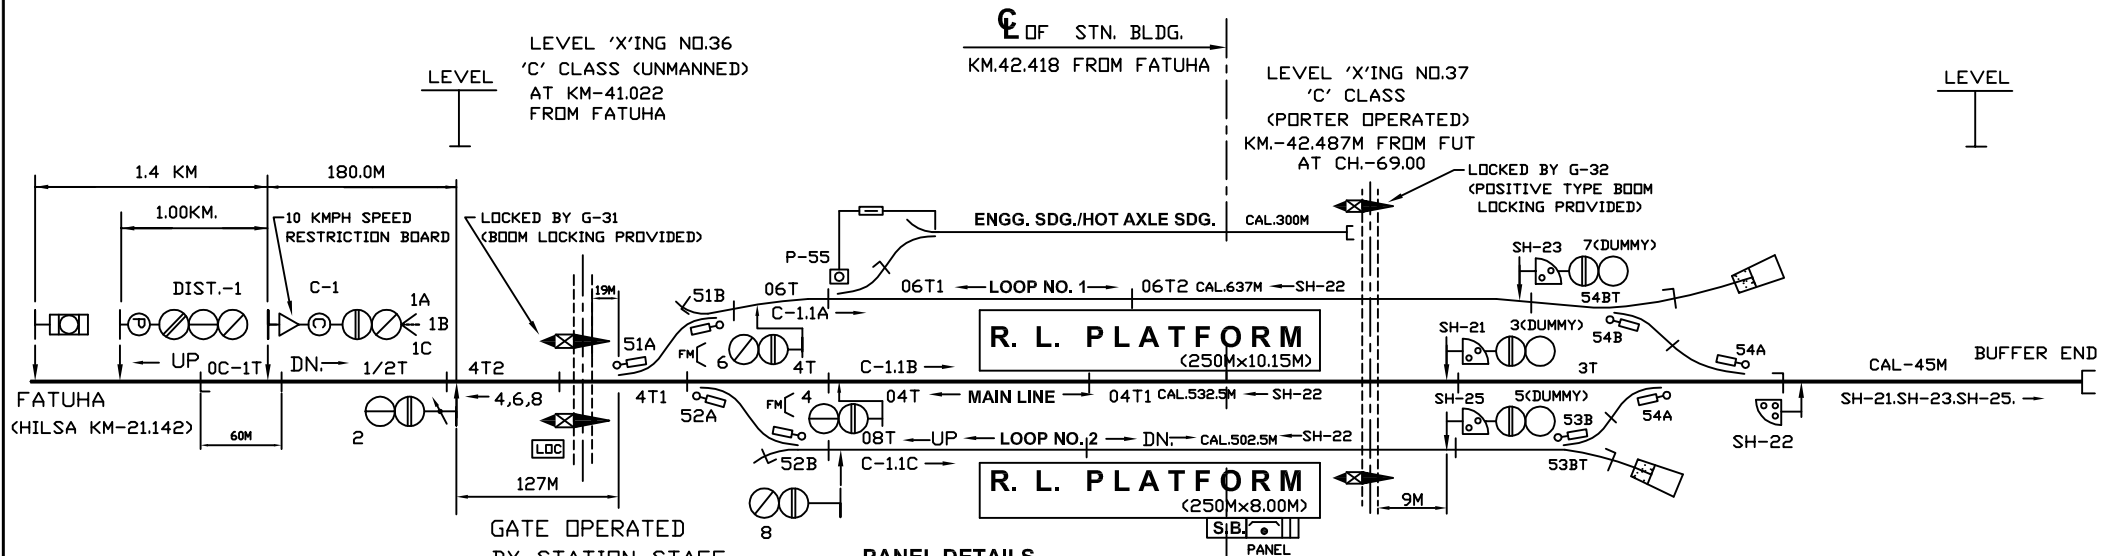 ℄ OF STN. BLDG.
KM.42.418 FROM FATUHA
LEVEL 'X'ING NO.36
'C' CLASS (UNMANNED)
AT KM-41.022
FROM FATUHA
LEVEL
LEVEL 'X'ING NO.37
'C' CLASS
(PORTER OPERATED)
KM.-42.487M FROM FUT
AT CH.-69.00
LEVEL
LOCKED BY G-32
(POSITIVE TYPE BOOM
LOCKING PROVIDED)
1.4 KM
180.0M
1.00KM.
10 KMPH SPEED
RESTRICTION BOARD
LOCKED BY G-31
(BOOM LOCKING PROVIDED)
ENGG. SDG./HOT AXLE SDG.
CAL.300M
P-55
SH-23
7(DUMMY)
DIST.-1
C-1
19M
51B
06T
06T1
LOOP NO. 1
06T2
CAL.637M
SH-22
54BT
1A
1B
1C
P
C
C-1.1A
R. L. PLATFORM
(250Mx10.15M)
SH-21
3(DUMMY)
54B
51A
FM
6
54A
UP
0C-1T
DN.
1/2T
4T2
4T
C-1.1B
3T
CAL-45M
BUFFER END
FATUHA
(HILSA KM-21.142)
4,6,8
4T1
52A
FM
4
04T
MAIN LINE
04T1
CAL.532.5M
SH-22
SH-25
5(DUMMY)
53B
54A
SH-21.SH-23.SH-25.
60M
2
LOC
08T
UP
LOOP NO. 2
DN.
CAL.502.5M
SH-22
SH-22
52B
C-1.1C
53BT
127M
R. L. PLATFORM
(250Mx8.00M)
9M
8
GATE OPERATED
S.B.
PANEL
BY STATION STAFF
PANEL DETAILS